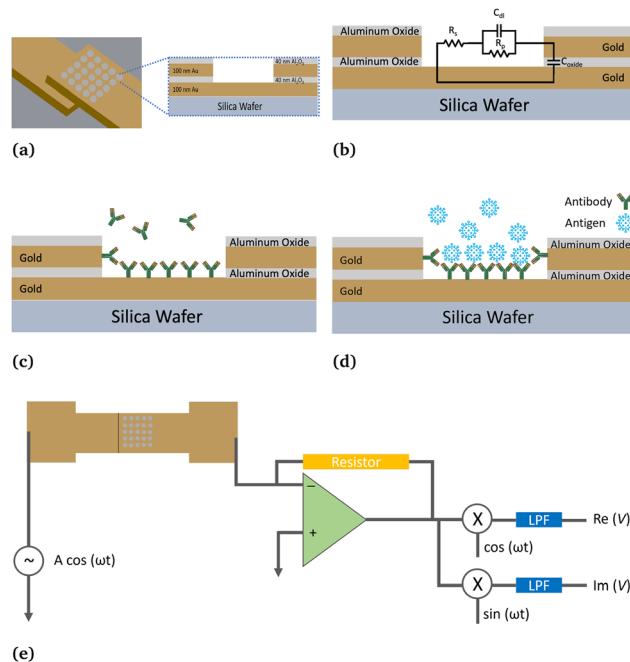 40 nm Al₂O₃
100 nm Au
40 nm Al₂O₃
100 nm Au
Silica Wafer
(a)
Aluminum Oxide
Gold
Aluminum Oxide
Gold
Silica Wafer
Rs
Cdl
Rp
Coxide
(b)
Aluminum Oxide
Gold
Aluminum Oxide
Gold
Silica Wafer
(c)
Antibody
Antigen
Aluminum Oxide
Gold
Aluminum Oxide
Gold
Silica Wafer
(d)
Resistor
−
+
~
A cos (ωt)
X
LPF
Re (V)
cos (ωt)
X
LPF
Im (V)
sin (ωt)
(e)